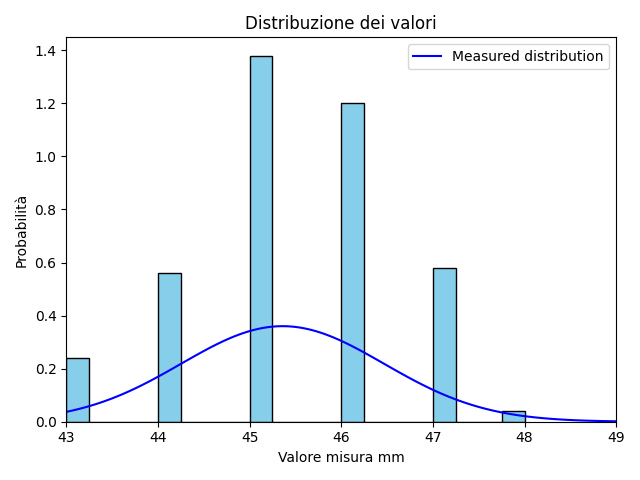 Distribuzione dei valori
Measured distribution
Probabilità
1.4
1.2
1.0
0.8
0.6
0.4
0.2
0.0
43 44 45 46 47 48 49
Valore misura mm